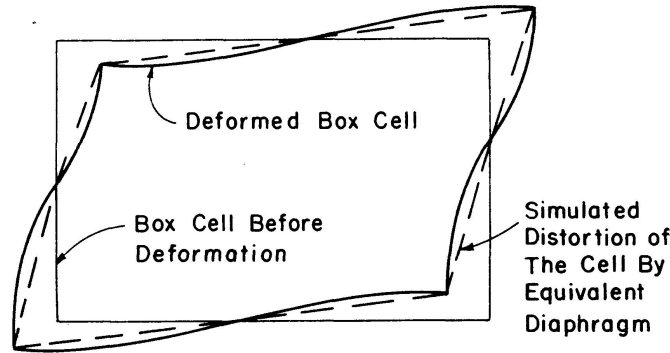 Deformed Box Cell
Box Cell Before
Deformation
Simulated
Distortion of
The Cell By
Equivalent
Diaphragm